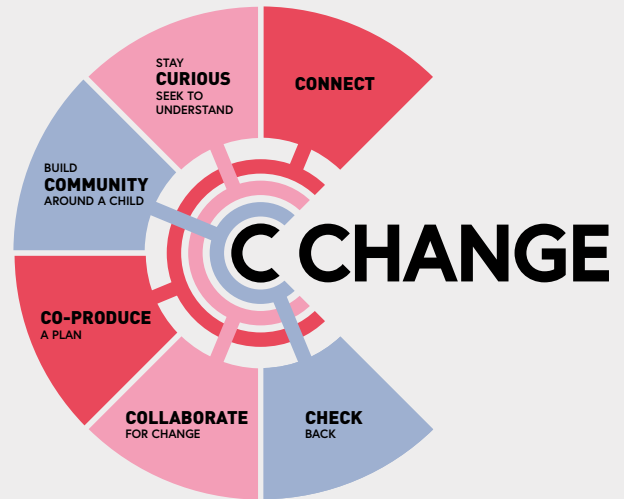 CONNECT
STAY
CURIOUS
SEEK TO
UNDERSTAND
BUILD
COMMUNITY
AROUND A CHILD
CO-PRODUCE
A PLAN
COLLABORATE
FOR CHANGE
CHECK
BACK
C CHANGE